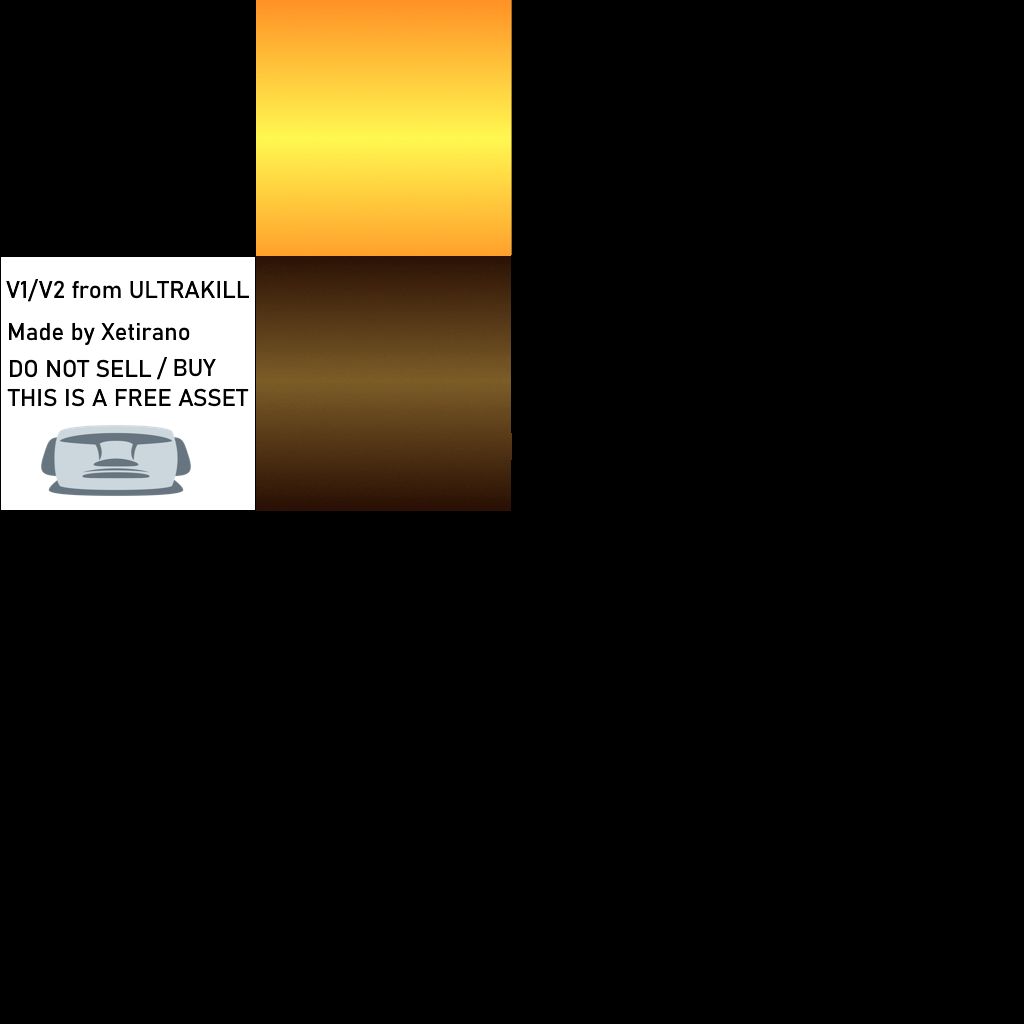 V1/V2 from ULTRAKILL
Made by Xetirano
DO NOT SELL / BUY
THIS IS A FREE ASSET